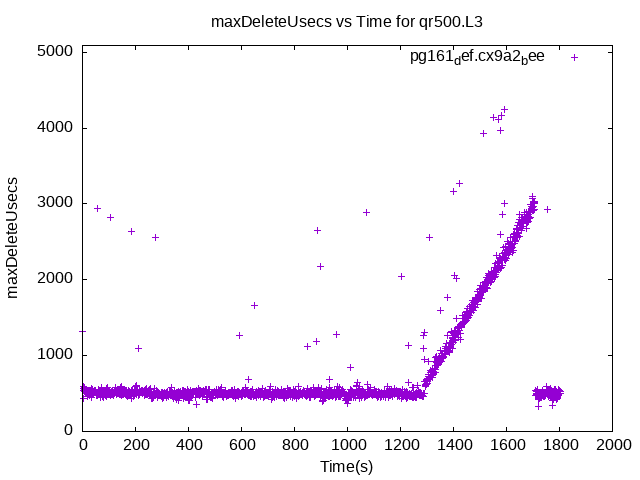 maxDeleteUsecs vs Time for qr500.L3
pg161def.cx9a2bee
5000
4000
3000
2000
1000
0
maxDeleteUsecs
0 200 400 600 800 1000 1200 1400 1600 1800 2000
Time(s)